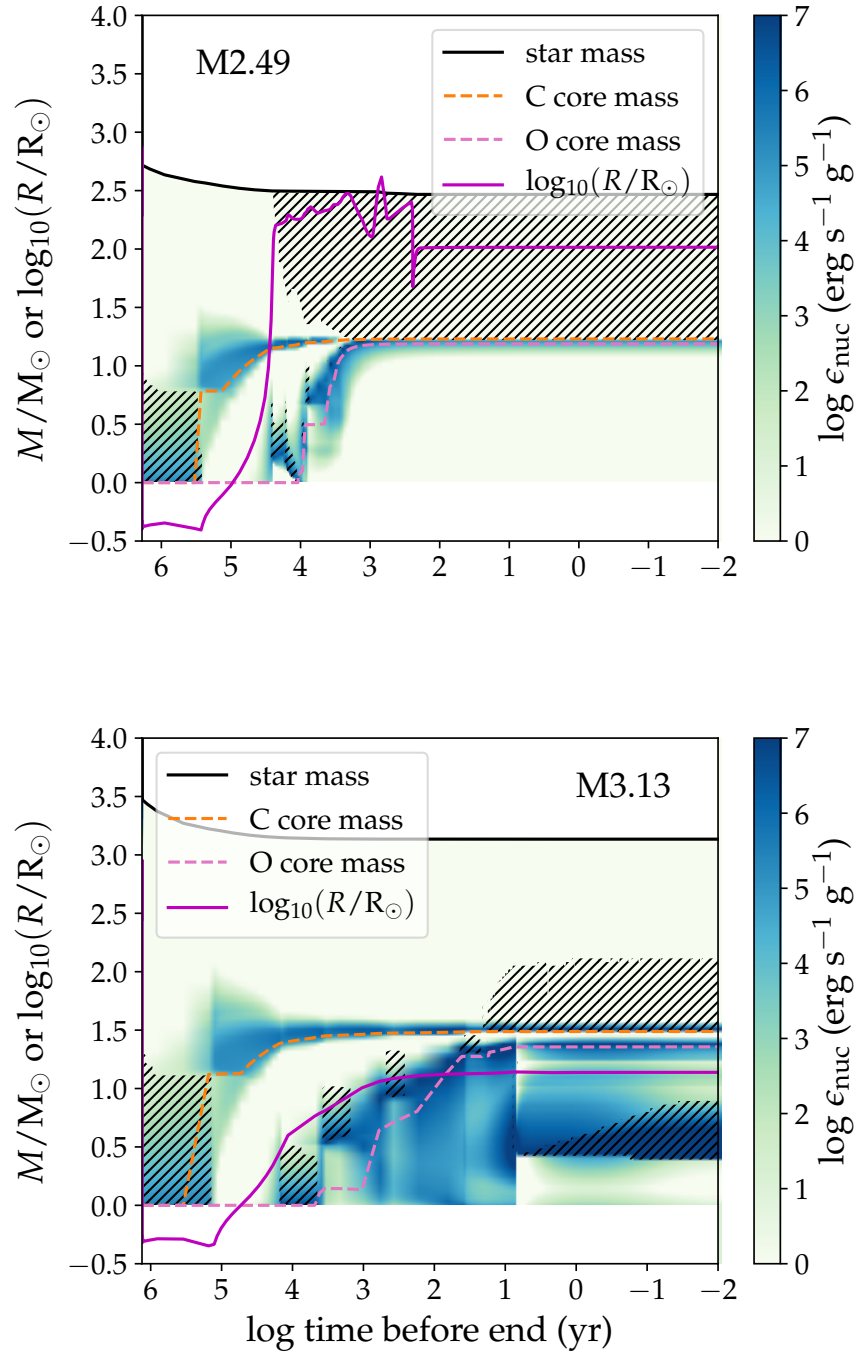 4.0
3.5
3.0
2.5
2.0
1.5
1.0
0.5
0.0
−0.5
M/M⊙ or log₁₀(R/R⊙)
M2.49
star mass
C core mass
O core mass
log₁₀(R/R⊙)
6 5 4 3 2 1 0 −1 −2
7
6
5
4
3
2
1
0
log ϵnuc (erg s⁻¹ g⁻¹)
4.0
3.5
3.0
2.5
2.0
1.5
1.0
0.5
0.0
−0.5
M/M⊙ or log₁₀(R/R⊙)
star mass
C core mass
O core mass
log₁₀(R/R⊙)
M3.13
6 5 4 3 2 1 0 −1 −2
log time before end (yr)
7
6
5
4
3
2
1
0
log ϵnuc (erg s⁻¹ g⁻¹)